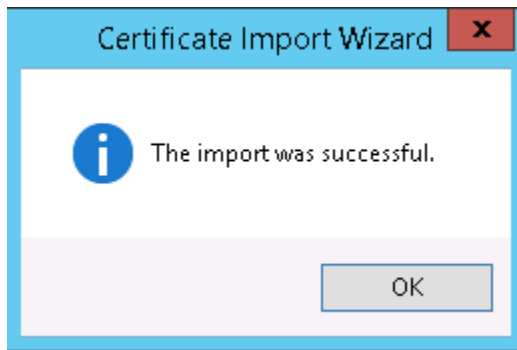 Certificate Import Wizard
x
The import was successful.
OK